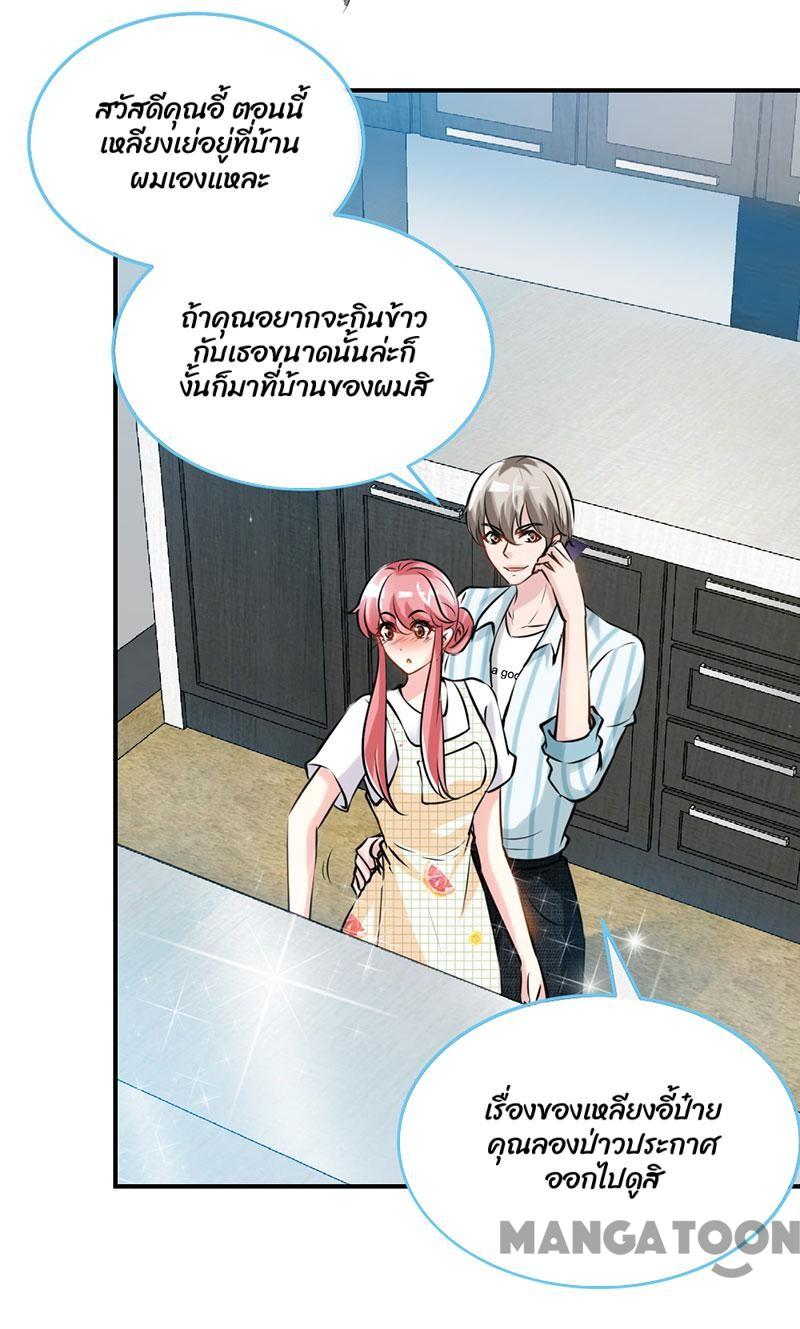 สวัสดีคุณอี้ ตอนนี้
เหลียงเย่อยู่ที่บ้าน
ผมเองแหละ
ถ้าคุณอยากจะกินข้าว
กับเธอขนาดนั้นล่ะก็
งั้นก็มาที่บ้านของผมสิ
a goo
เรื่องของเหลียงอี้ป๋าย
คุณลองป่าวประกาศ
ออกไปดูสิ
MANGATOON